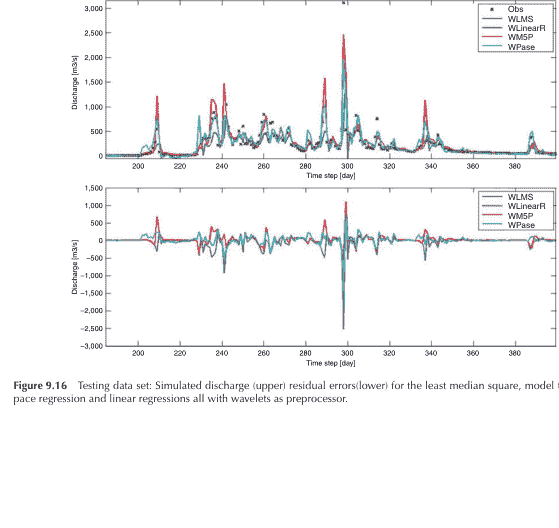 3,000
2,500
2,000
1,500
1,000
500
0
Discharge [m3/s]
Obs
WLMS
WLinearR
WM5P
WPase
200
220
240
260
280
300
320
340
360
380
Time step [day]
1,500
1,000
500
0
−500
−1,000
−1,500
−2,000
−2,500
−3,000
Discharge [m3/s]
WLMS
WLinearR
WM5P
WPase
200
220
240
260
280
300
320
340
360
380
Time step [day]
Figure 9.16 Testing data set: Simulated discharge (upper) residual errors(lower) for the least median square, model
pace regression and linear regressions all with wavelets as preprocessor.